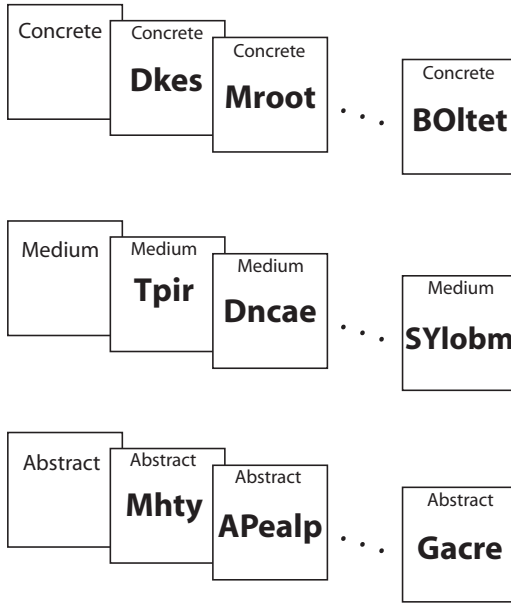 Concrete
Concrete
Dkes
Concrete
Mroot
. . .
Concrete
BOltet
Medium
Medium
Tpir
Medium
Dncae
. . .
Medium
SYlobm
Abstract
Abstract
Mhty
Abstract
APealp
. . .
Abstract
Gacre